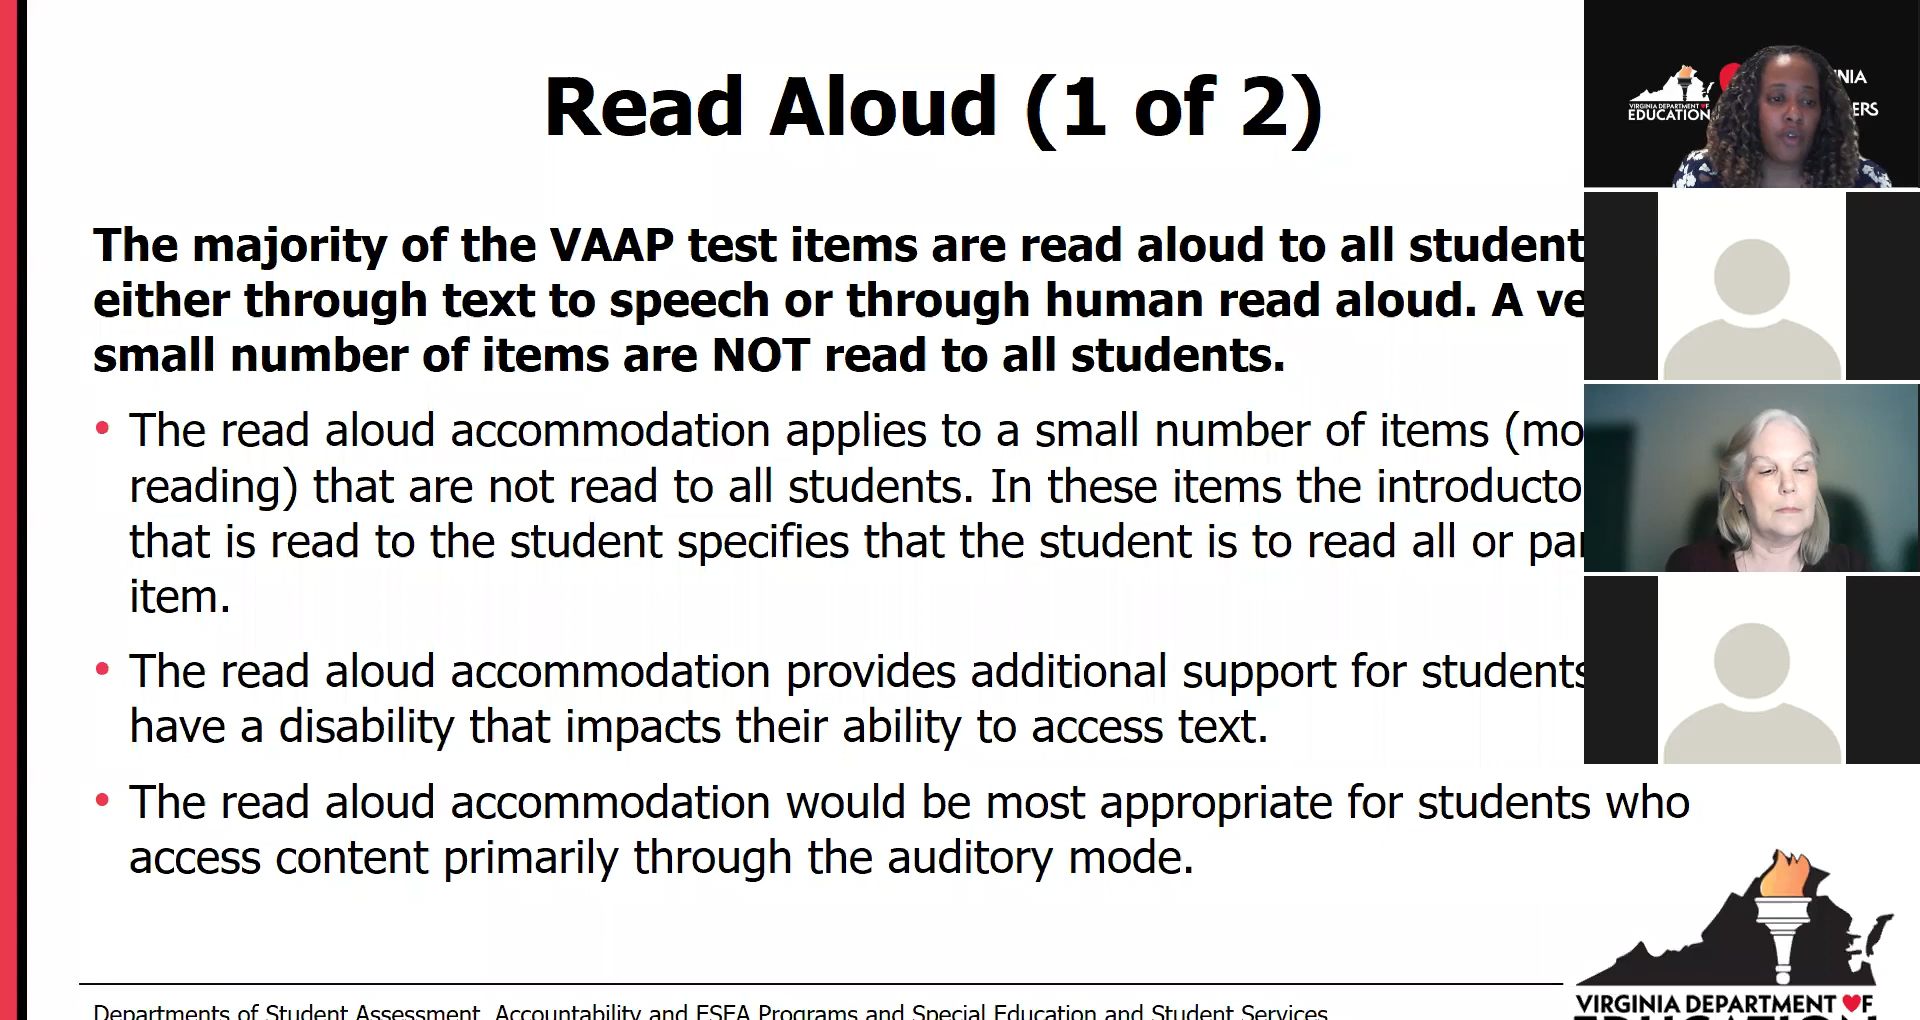 Read Aloud (1 of 2)
The majority of the VAAP test items are read aloud to all student
either through text to speech or through human read aloud. A ve
small number of items are NOT read to all students.
• The read aloud accommodation applies to a small number of items (mo
reading) that are not read to all students. In these items the introducto
that is read to the student specifies that the student is to read all or par
item.
• The read aloud accommodation provides additional support for students
have a disability that impacts their ability to access text.
• The read aloud accommodation would be most appropriate for students who
access content primarily through the auditory mode.
Departments of Student Assessment, Accountability and ESEA Programs and Special Education and Student Services
VIRGINIA DEPARTMENT OF
EDUCATION
VIRGINIA DEPARTMENT OF
EDUCATION
NIA
ERS